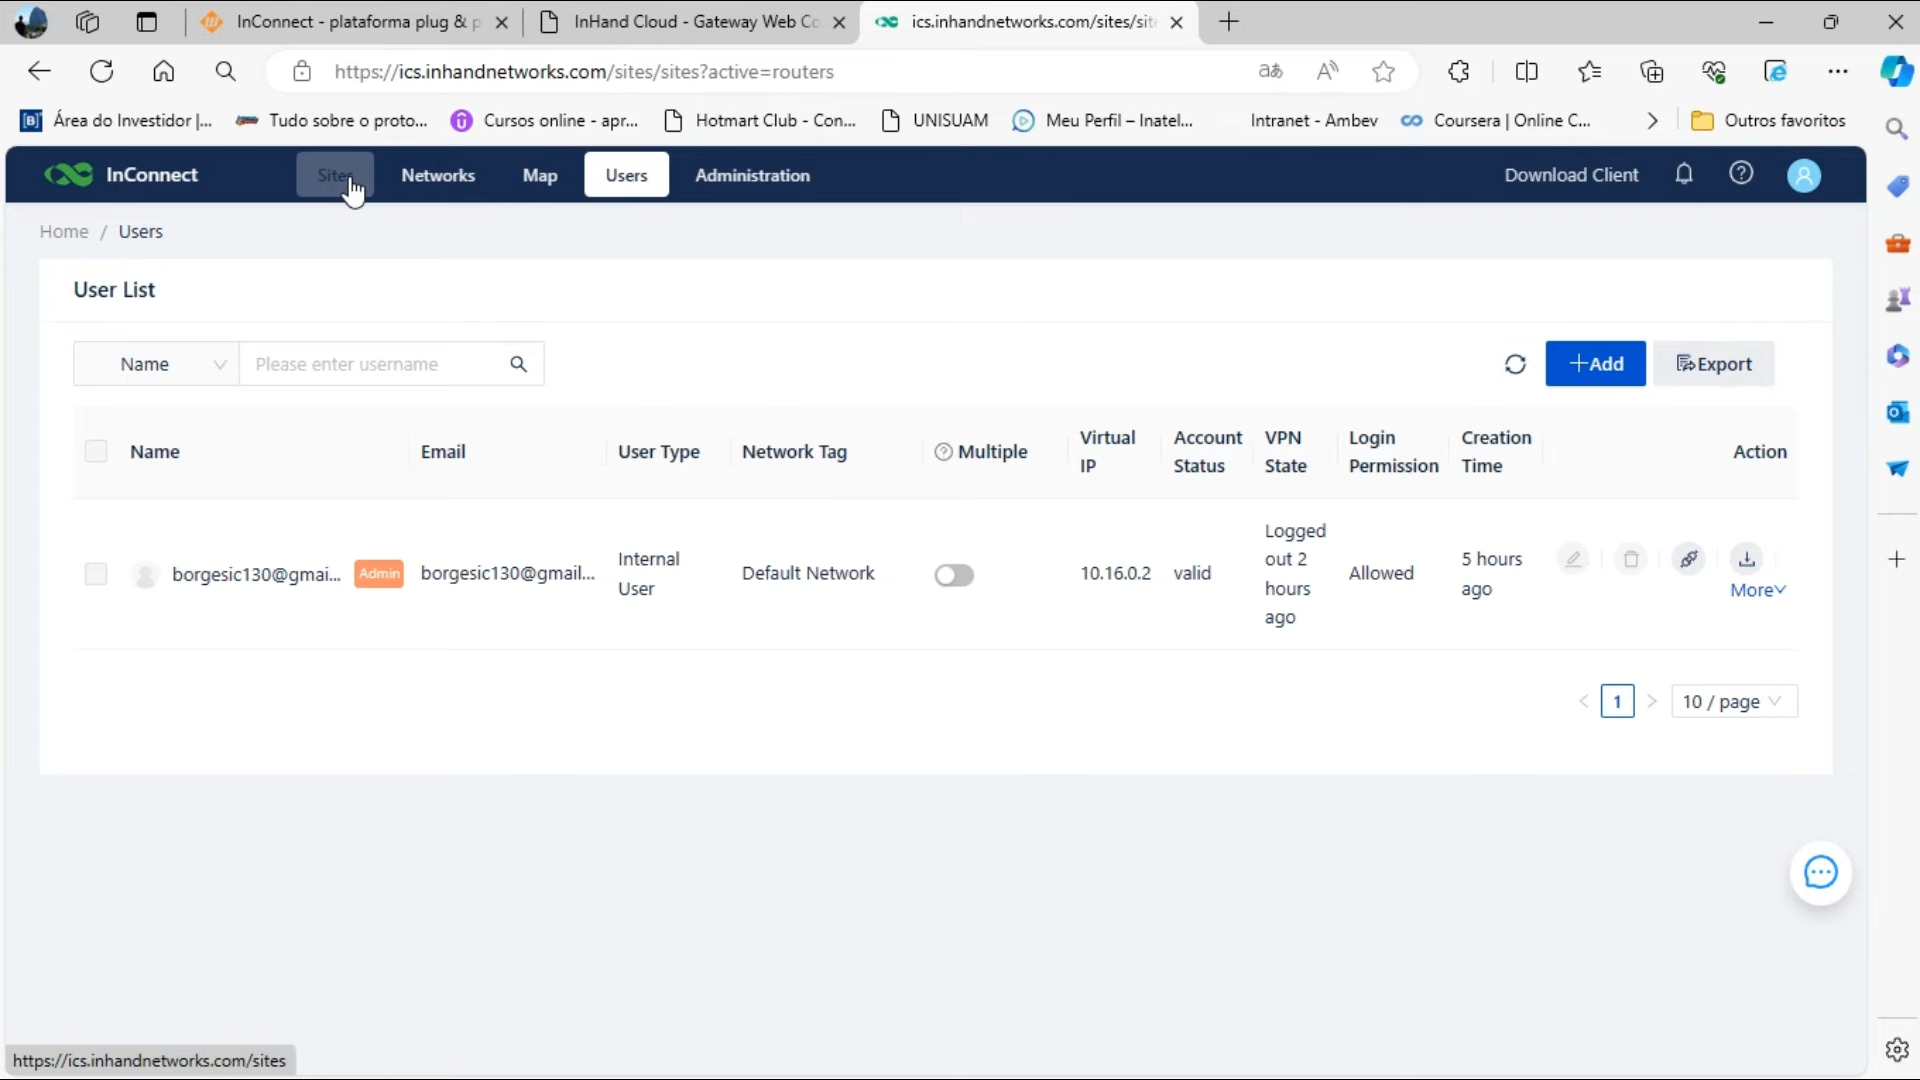 InConnect - plataforma plug & p
InHand Cloud - Gateway Web Co
ics.inhandnetworks.com/sites/site
https://ics.inhandnetworks.com/sites/sites?active=routers
Área do Investidor |...
Tudo sobre o proto...
Cursos online - apr...
Hotmart Club - Con...
UNISUAM
Meu Perfil – Inatel...
Intranet - Ambev
Coursera | Online C...
Outros favoritos
InConnect
Sites
Networks
Map
Users
Administration
Download Client
Home / Users
User List
Name
Please enter username
+Add
Export
Name
Email
User Type
Network Tag
Multiple
Virtual
IP
Account
Status
VPN
State
Login
Permission
Creation
Time
Action
borgesic130@gmai...
Admin
borgesic130@gmail...
Internal
User
Default Network
10.16.0.2
valid
Logged
out 2
hours
ago
Allowed
5 hours
ago
More
< 1 >
10 / page
https://ics.inhandnetworks.com/sites